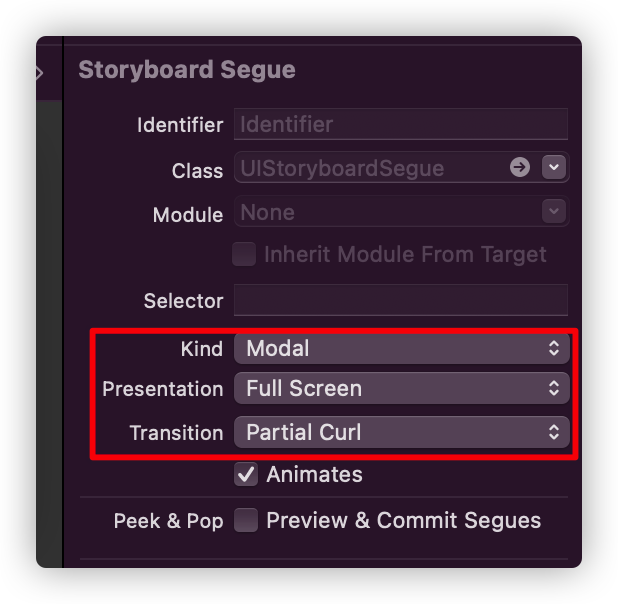 Storyboard Segue
Identifier Identifier
Class UIStoryboardSegue
Module None
Inherit Module From Target
Selector
Kind Modal
Presentation Full Screen
Transition Partial Curl
Animates
Peek & Pop Preview & Commit Segues